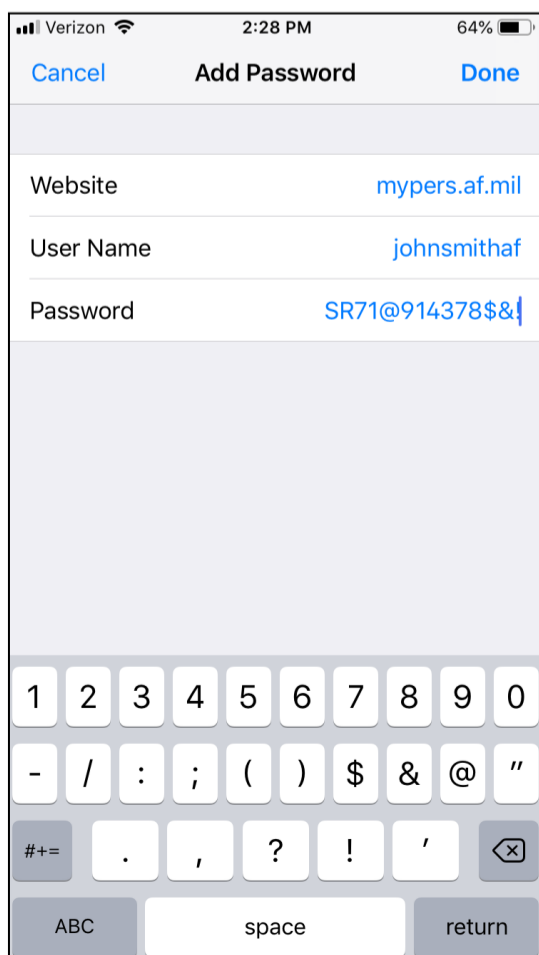 Verizon 2:28 PM 64%
Cancel Add Password Done
Website mypers.af.mil
User Name johnsmithaf
Password SR71@914378$&!
1 2 3 4 5 6 7 8 9 0
- / : ; ( ) $ & @ "
#+= . , ? ! '
ABC space return